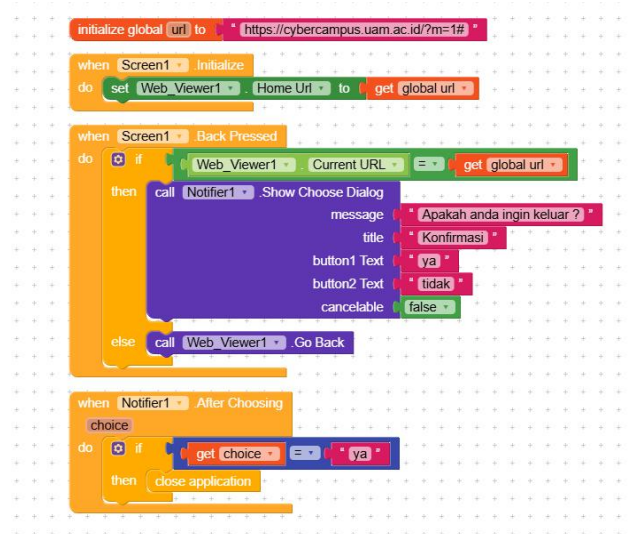 initialize global url to " https://cybercampus.uam.ac.id/?m=1# "
when Screen1 .Initialize
do set Web_Viewer1 . Home Url to get global url
when Screen1 .Back Pressed
do if Web_Viewer1 . Current URL = get global url
then call Notifier1 .Show Choose Dialog
message " Apakah anda ingin keluar ? "
title " Konfirmasi "
button1 Text " ya "
button2 Text " tidak "
cancelable false
else call Web_Viewer1 .Go Back
when Notifier1 .After Choosing
choice
do if get choice = " ya "
then close application